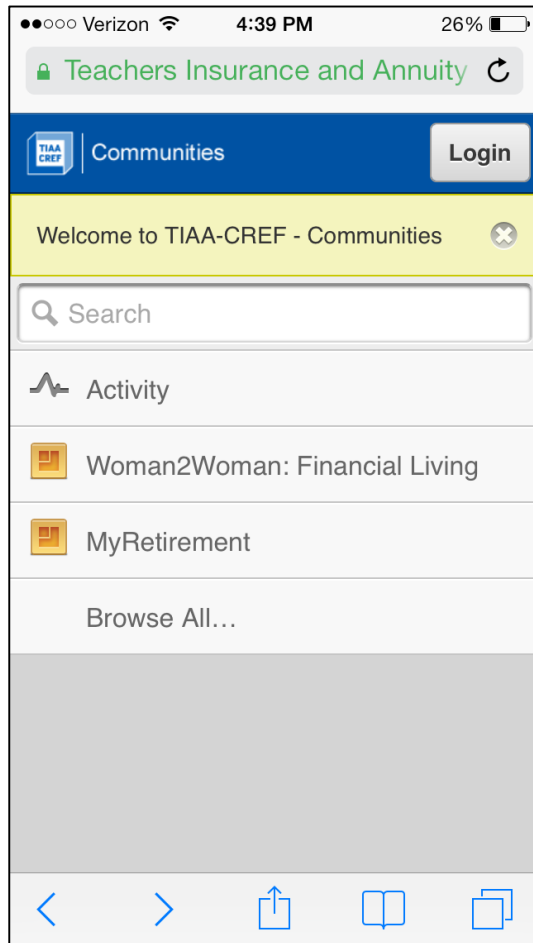 Verizon 4:39 PM 26%
Teachers Insurance and Annuity
TIAA
CREF
Communities Login
Welcome to TIAA-CREF - Communities
Search
Activity
Woman2Woman: Financial Living
MyRetirement
Browse All...